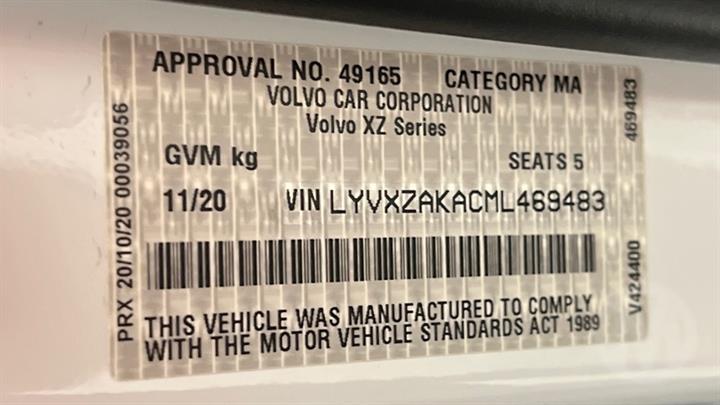 APPROVAL NO. 49165 CATEGORY MA
VOLVO CAR CORPORATION
Volvo XZ Series
GVM kg SEATS 5
11/20 VIN LYVXZAKACML469483
THIS VEHICLE WAS MANUFACTURED TO COMPLY
WITH THE MOTOR VEHICLE STANDARDS ACT 1989
PRX 20/10/20 00039056
469483
V424400